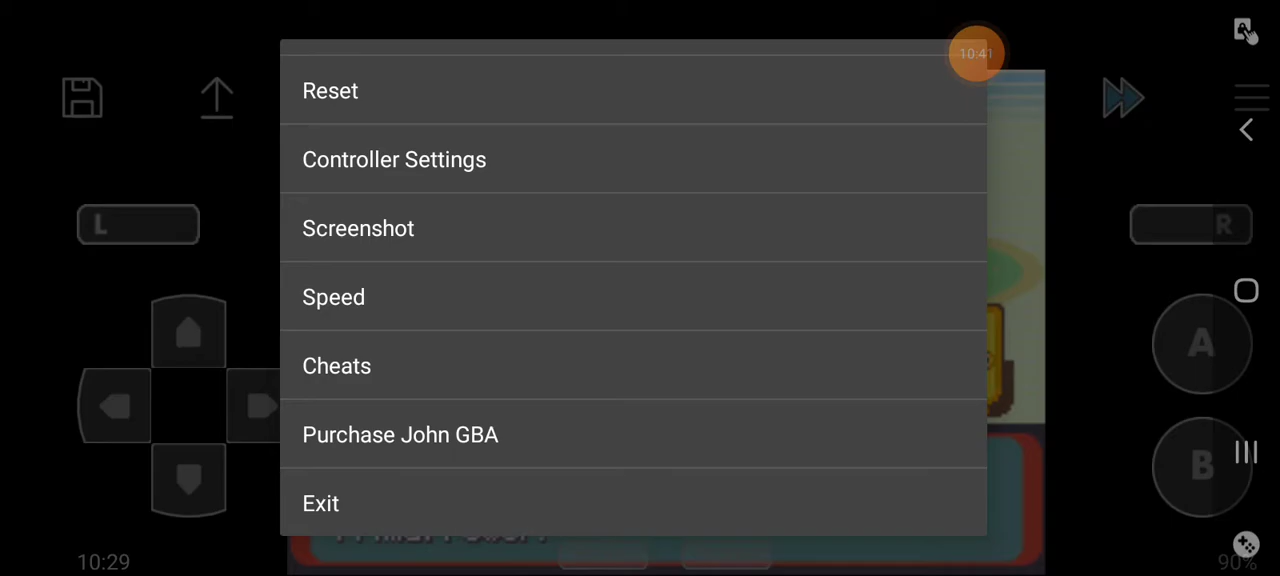 10:41
Reset
Controller Settings
L
Screenshot
R
Speed
A
Cheats
Purchase John GBA
B
Exit
10:29
90%